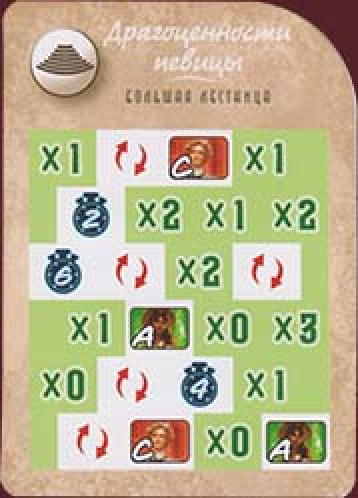 Драгоценности
певицы
БОЛЬШАЯ ЛЕСТНИЦА
X1 C X1
2 X2 X1 X2
6 X2
X1 A X0 X3
X0 4 X1
C X0 A